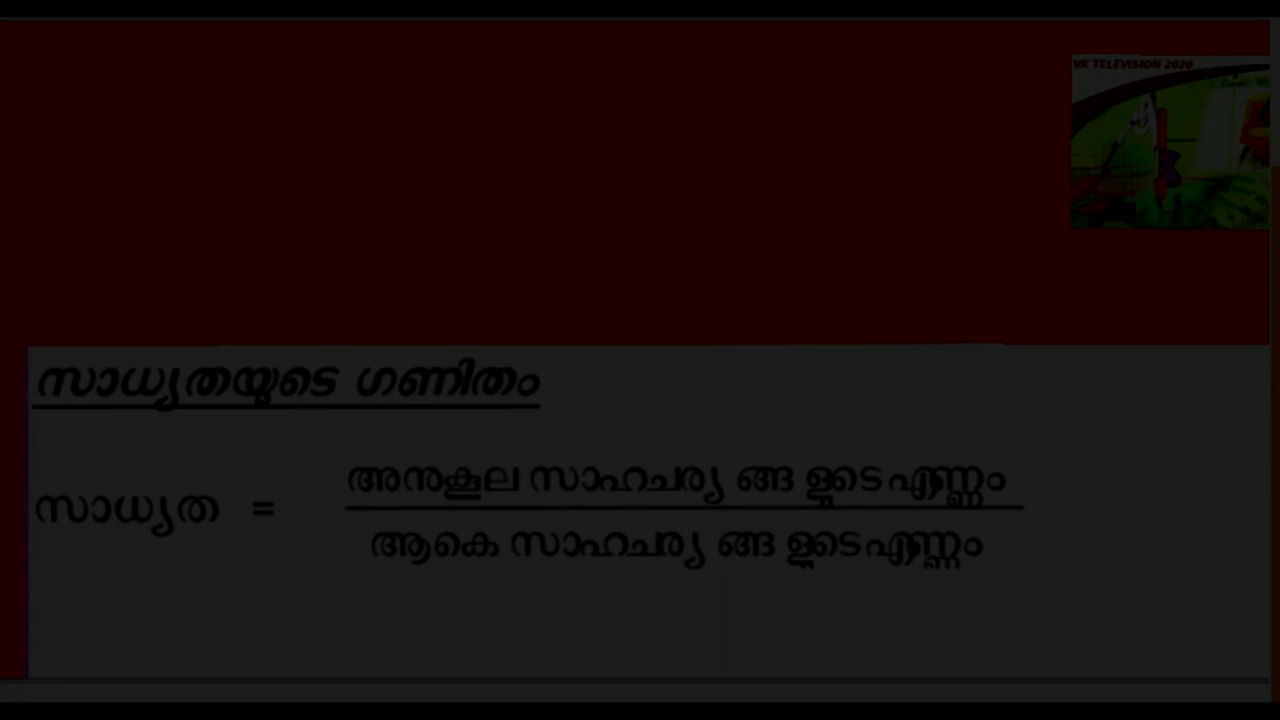 VK TELEVISION 2020
സാധ്യതയുടെ ഗണിതം
സാധ്യത = അനുകൂല സാഹചര്യ ങ്ങ ളുടെ എണ്ണം
ആകെ സാഹചര്യ ങ്ങ ളുടെ എണ്ണം